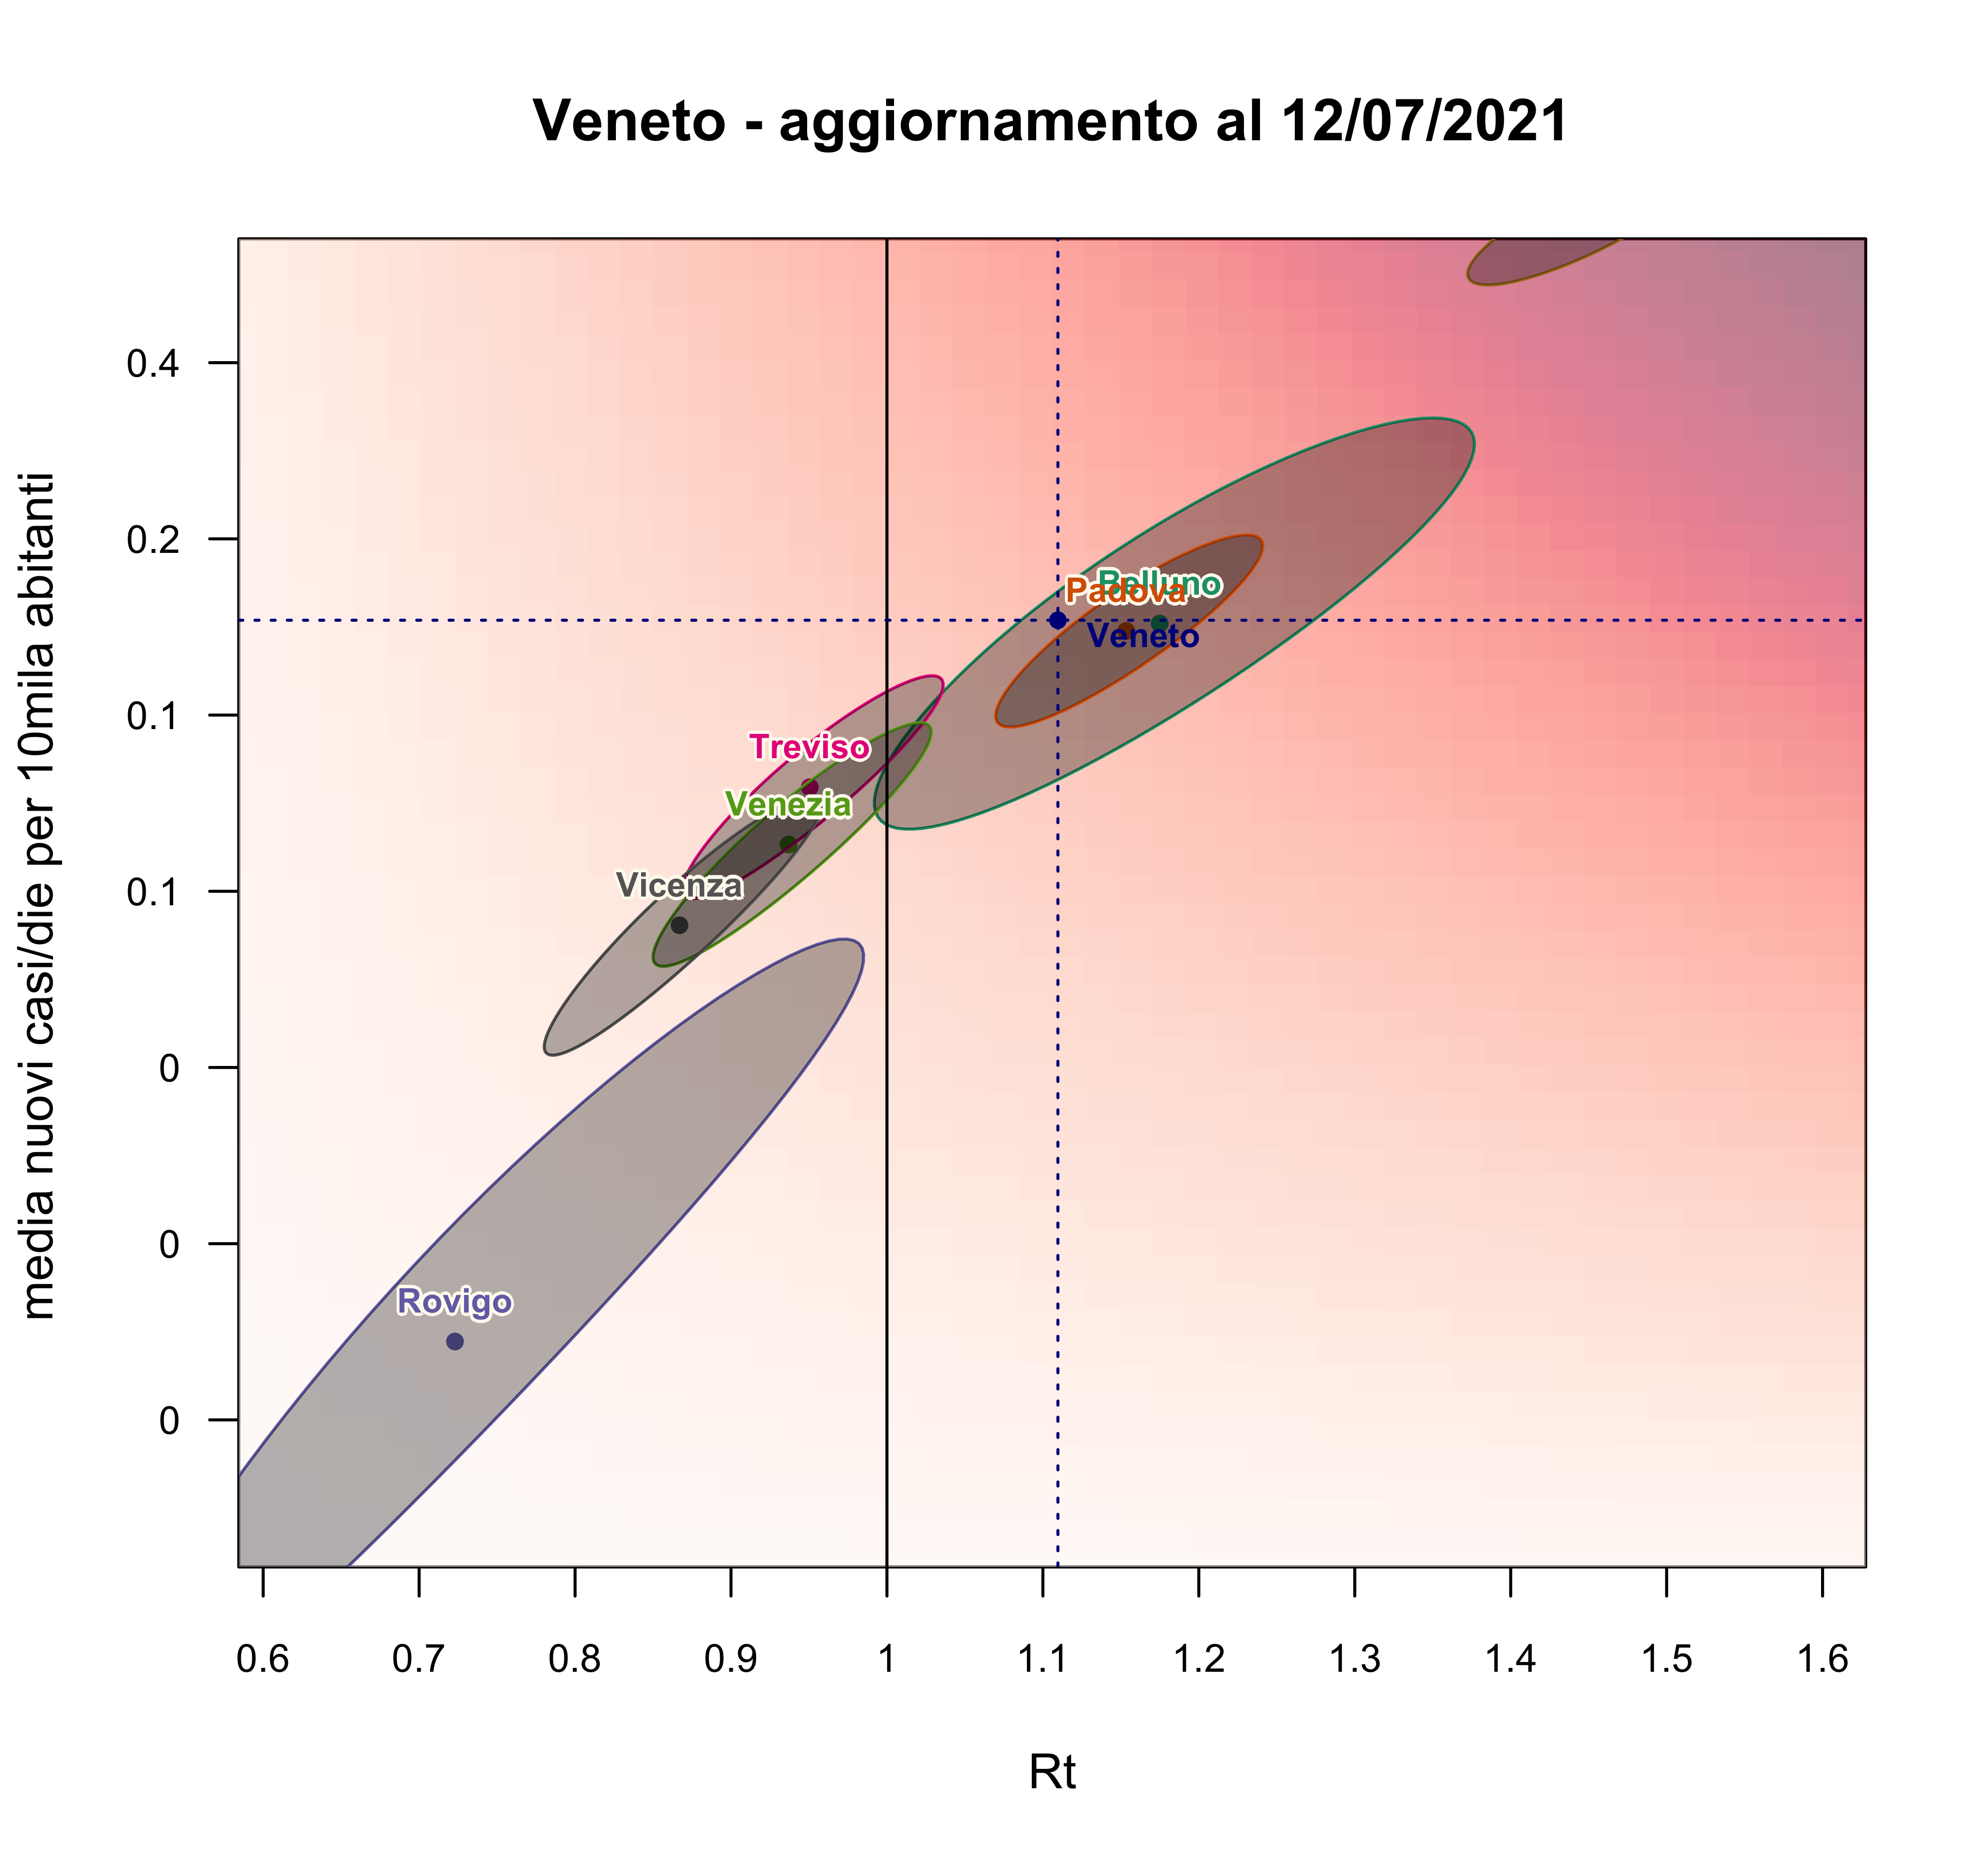 Veneto - aggiornamento al 12/07/2021
media nuovi casi/die per 10mila abitanti
0.4
0.2
0.1
0.1
0
0
0
Belluno
Padova
Veneto
Treviso
Venezia
Vicenza
Rovigo
0.6 0.7 0.8 0.9 1 1.1 1.2 1.3 1.4 1.5 1.6
Rt